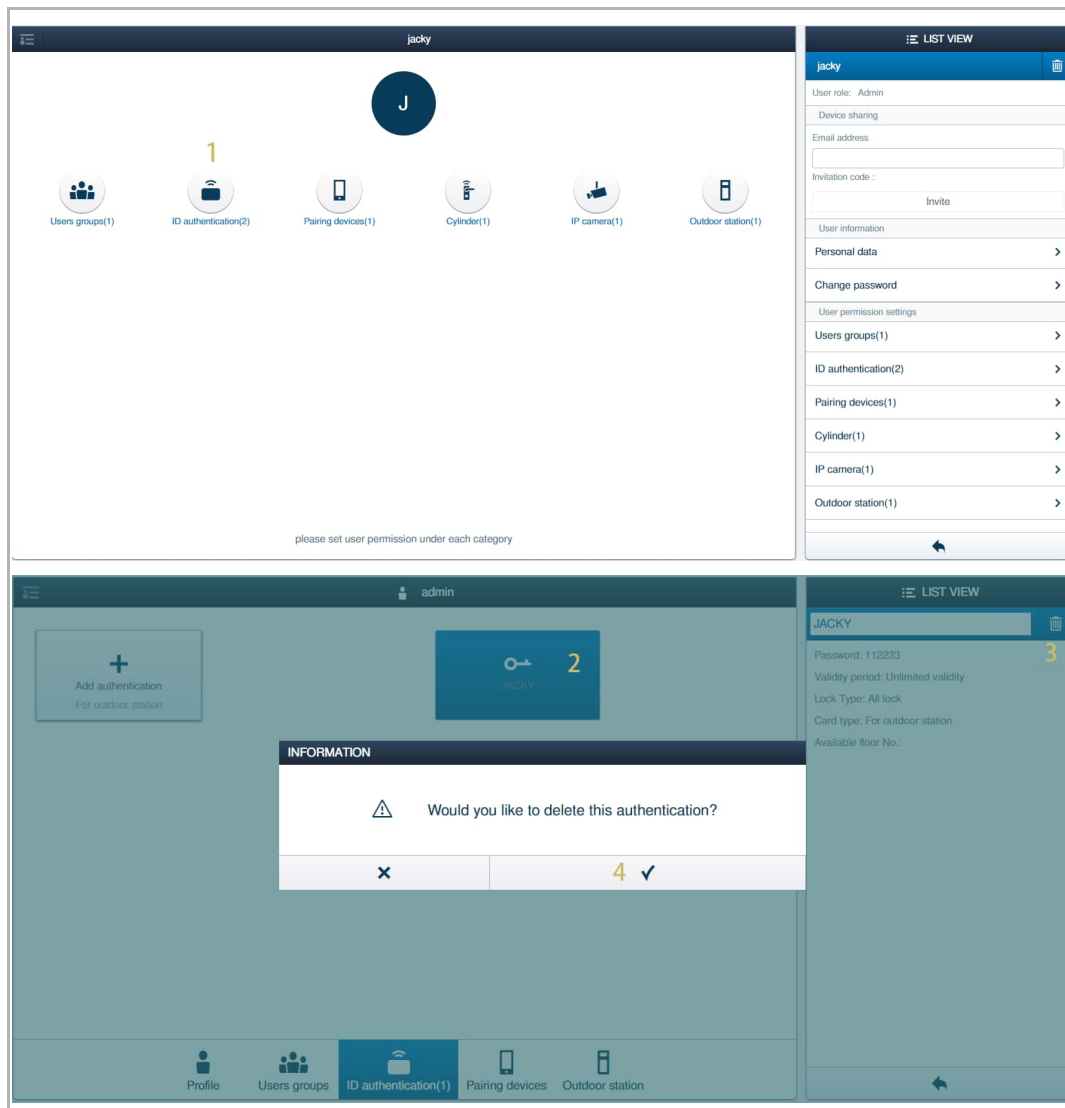 jacky
J
1
Users groups(1)
ID authentication(2)
Pairing devices(1)
Cylinder(1)
IP camera(1)
Outdoor station(1)
please set user permission under each category
LIST VIEW
jacky
User role: Admin
Device sharing
Email address
Invitation code :
Invite
User information
Personal data
Change password
User permission settings
Users groups(1)
ID authentication(2)
Pairing devices(1)
Cylinder(1)
IP camera(1)
Outdoor station(1)
admin
Add authentication
For outdoor station
2
JACKY
INFORMATION
Would you like to delete this authentication?
4
Profile
Users groups
ID authentication(1)
Pairing devices
Outdoor station
LIST VIEW
JACKY
3
Password: 112233
Validity period: Unlimited validity
Lock Type: All lock
Card type: For outdoor station
Available floor No.: